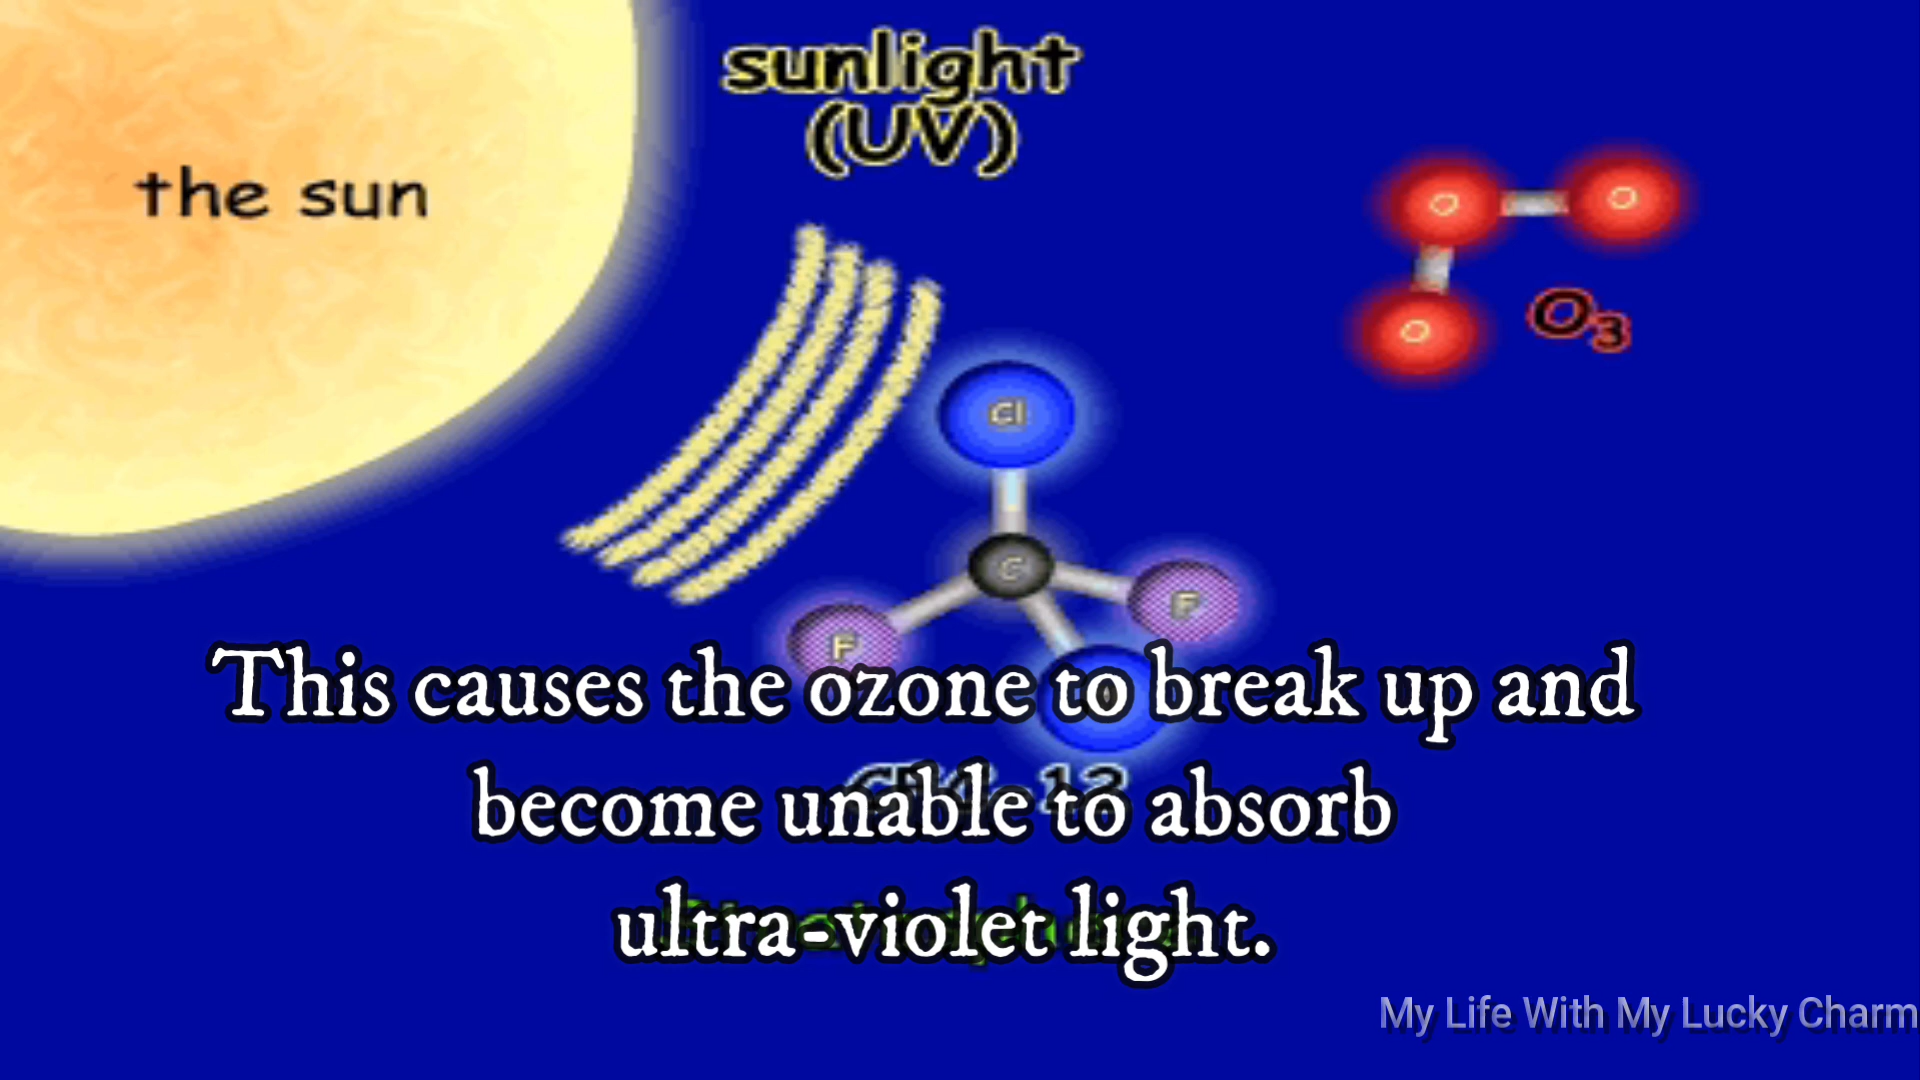 the sun
sunlight
(UV)
O
O
O
O3
Cl
C
F
F
This causes the ozone to break up and
become unable to absorb
ultra-violet light.
My Life With My Lucky Charm